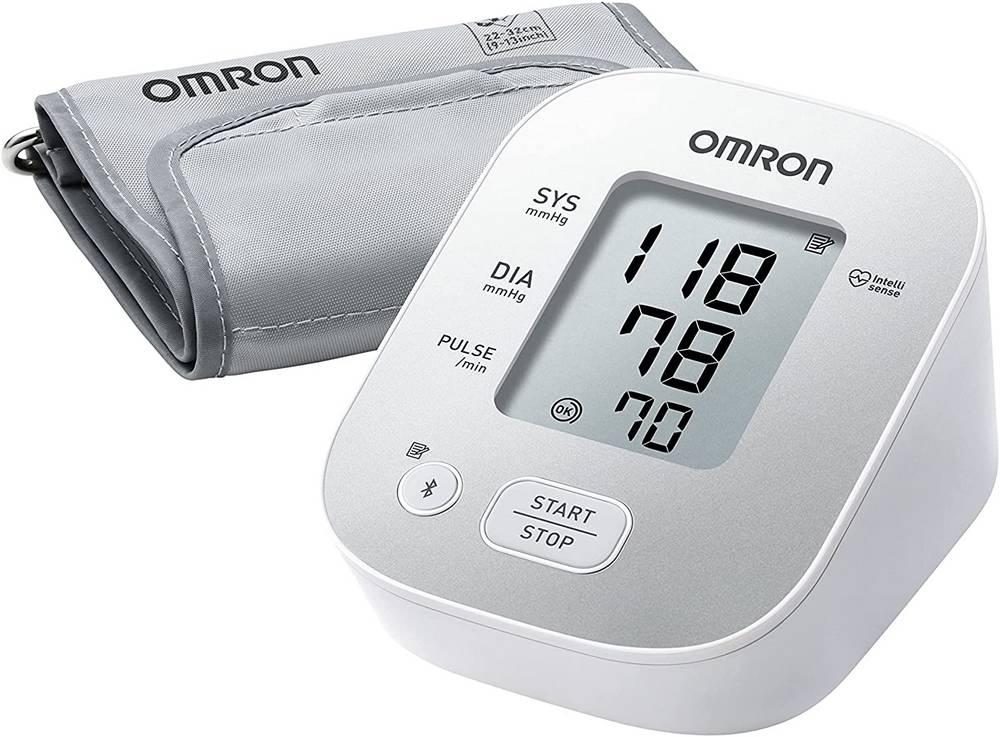 22-32cm
(9-13inch)
OMRON
OMRON
SYS
mmHg
118
DIA
mmHg
78
PULSE
/min
OK
70
Intelli
sense
START
STOP